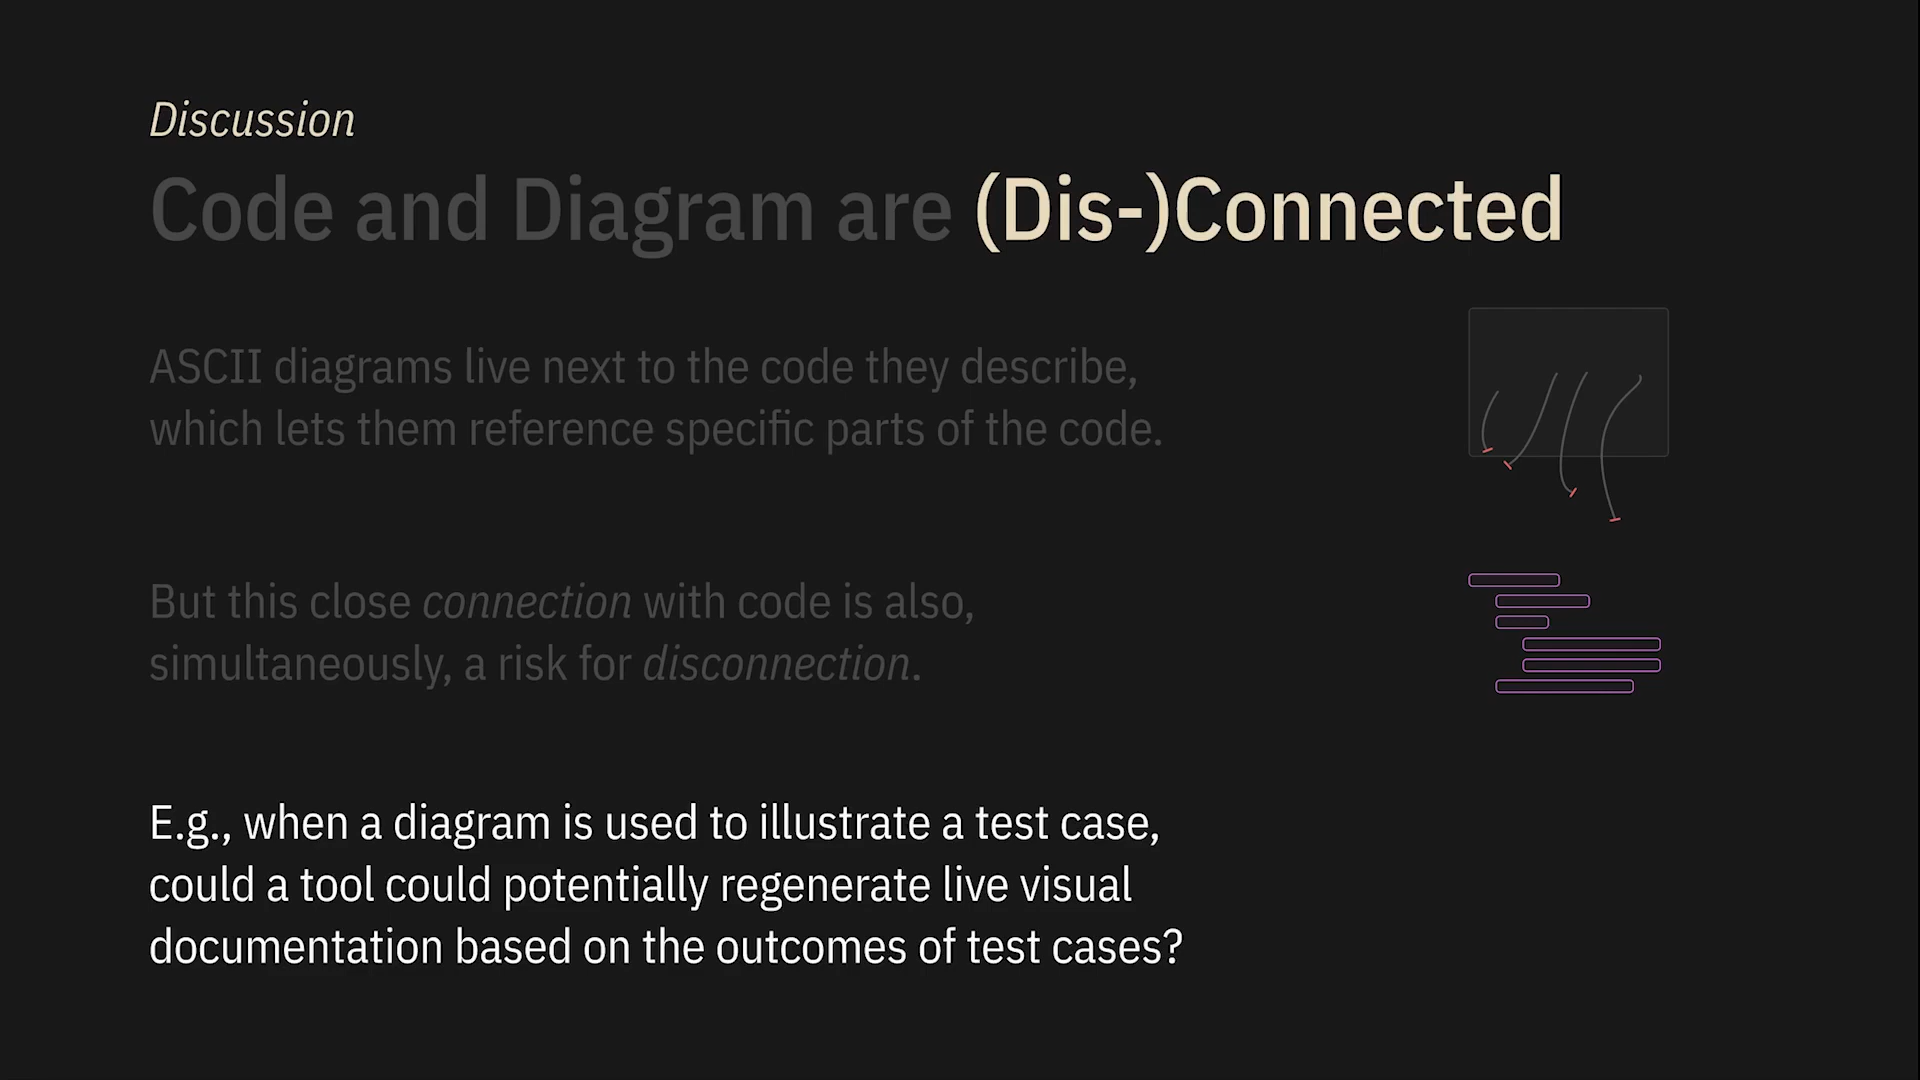 Discussion
Code and Diagram are (Dis-)Connected
ASCII diagrams live next to the code they describe,
which lets them reference specific parts of the code.
But this close connection with code is also,
simultaneously, a risk for disconnection.
E.g., when a diagram is used to illustrate a test case,
could a tool could potentially regenerate live visual
documentation based on the outcomes of test cases?